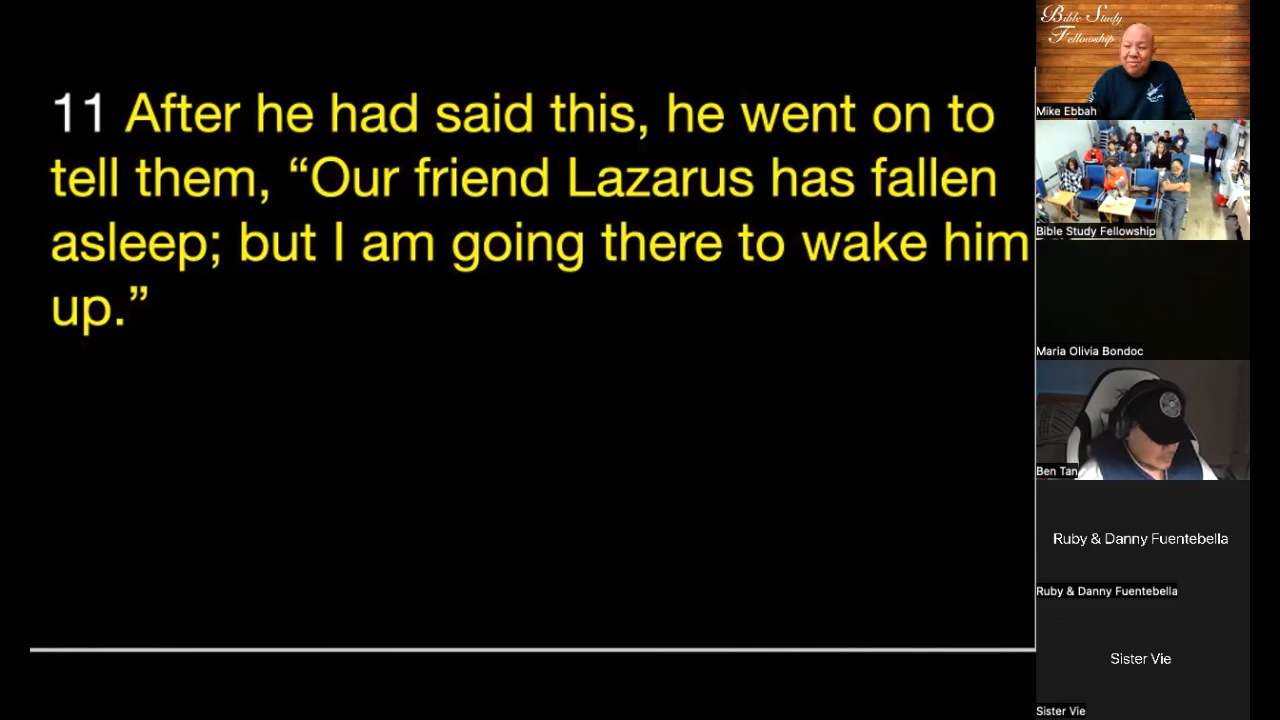 11 After he had said this, he went on to
tell them, “Our friend Lazarus has fallen
asleep; but I am going there to wake him
up.”
Bible Study
Fellowship
Mike Ebbah
Bible Study Fellowship
Maria Olivia Bondoc
Ben Tan
Ruby & Danny Fuentebella
Ruby & Danny Fuentebella
Sister Vie
Sister Vie